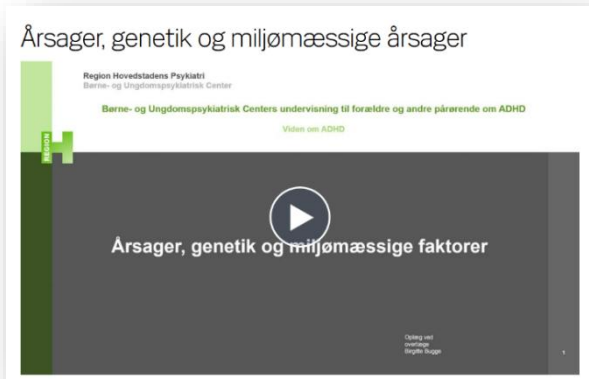 Årsager, genetik og miljømæssige årsager
Region Hovedstadens Psykiatri
Børne- og Ungdomspsykiatrisk Center
Børne- og Ungdomspsykiatrisk Centers undervisning til forældre og andre pårørende om ADHD
Viden om ADHD
REGION
Årsager, genetik og miljømæssige faktorer
Oplæg ved
overlæge
Birgitte Bugge
1